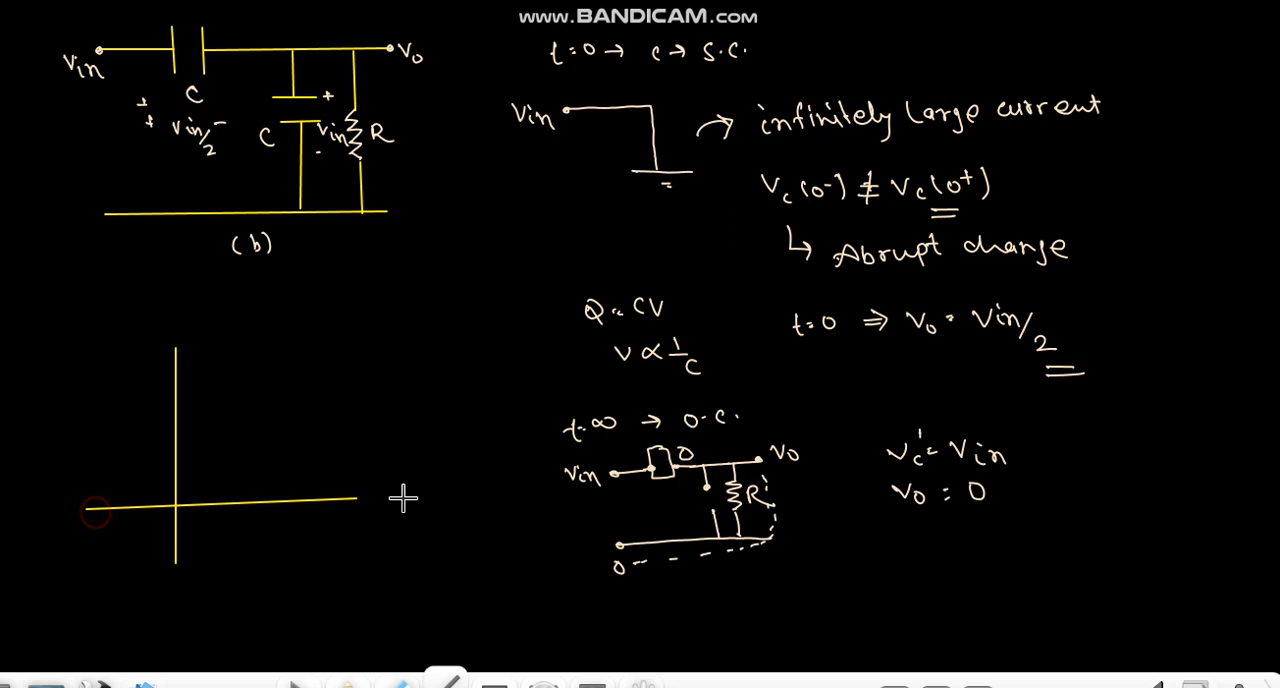 www.BANDICAM.com
Vin
C
+
+
Vin/2
-
C
+
Vin
-
R
Vo
(b)
t=0 → C → S.C.
Vin
→ infinitely large current
Vc(0-) ≠ Vc(0+)
↳ Abrupt change
Q = CV
V ∝ 1/C
t=0 ⇒ Vo = Vin/2
t=∞ → O.C.
Vin
0
Vo
R
0
Vc' = Vin
Vo = 0